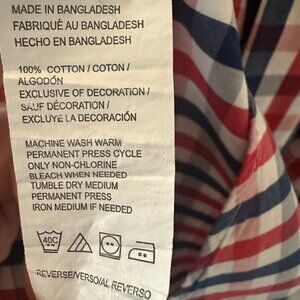 MADE IN BANGLADESH
FABRIQUÉ AU BANGLADESH
HECHO EN BANGLADESH
100% COTTON / COTON /
ALGODÓN
EXCLUSIVE OF DECORATION /
SAUF DÉCORATION /
EXCLUYE LA DECORACIÓN
MACHINE WASH WARM
PERMANENT PRESS CYCLE
ONLY NON-CHLORINE
BLEACH WHEN NEEDED
TUMBLE DRY MEDIUM
PERMANENT PRESS
IRON MEDIUM IF NEEDED
40C
REVERSE/VERSO/AL REVERSO